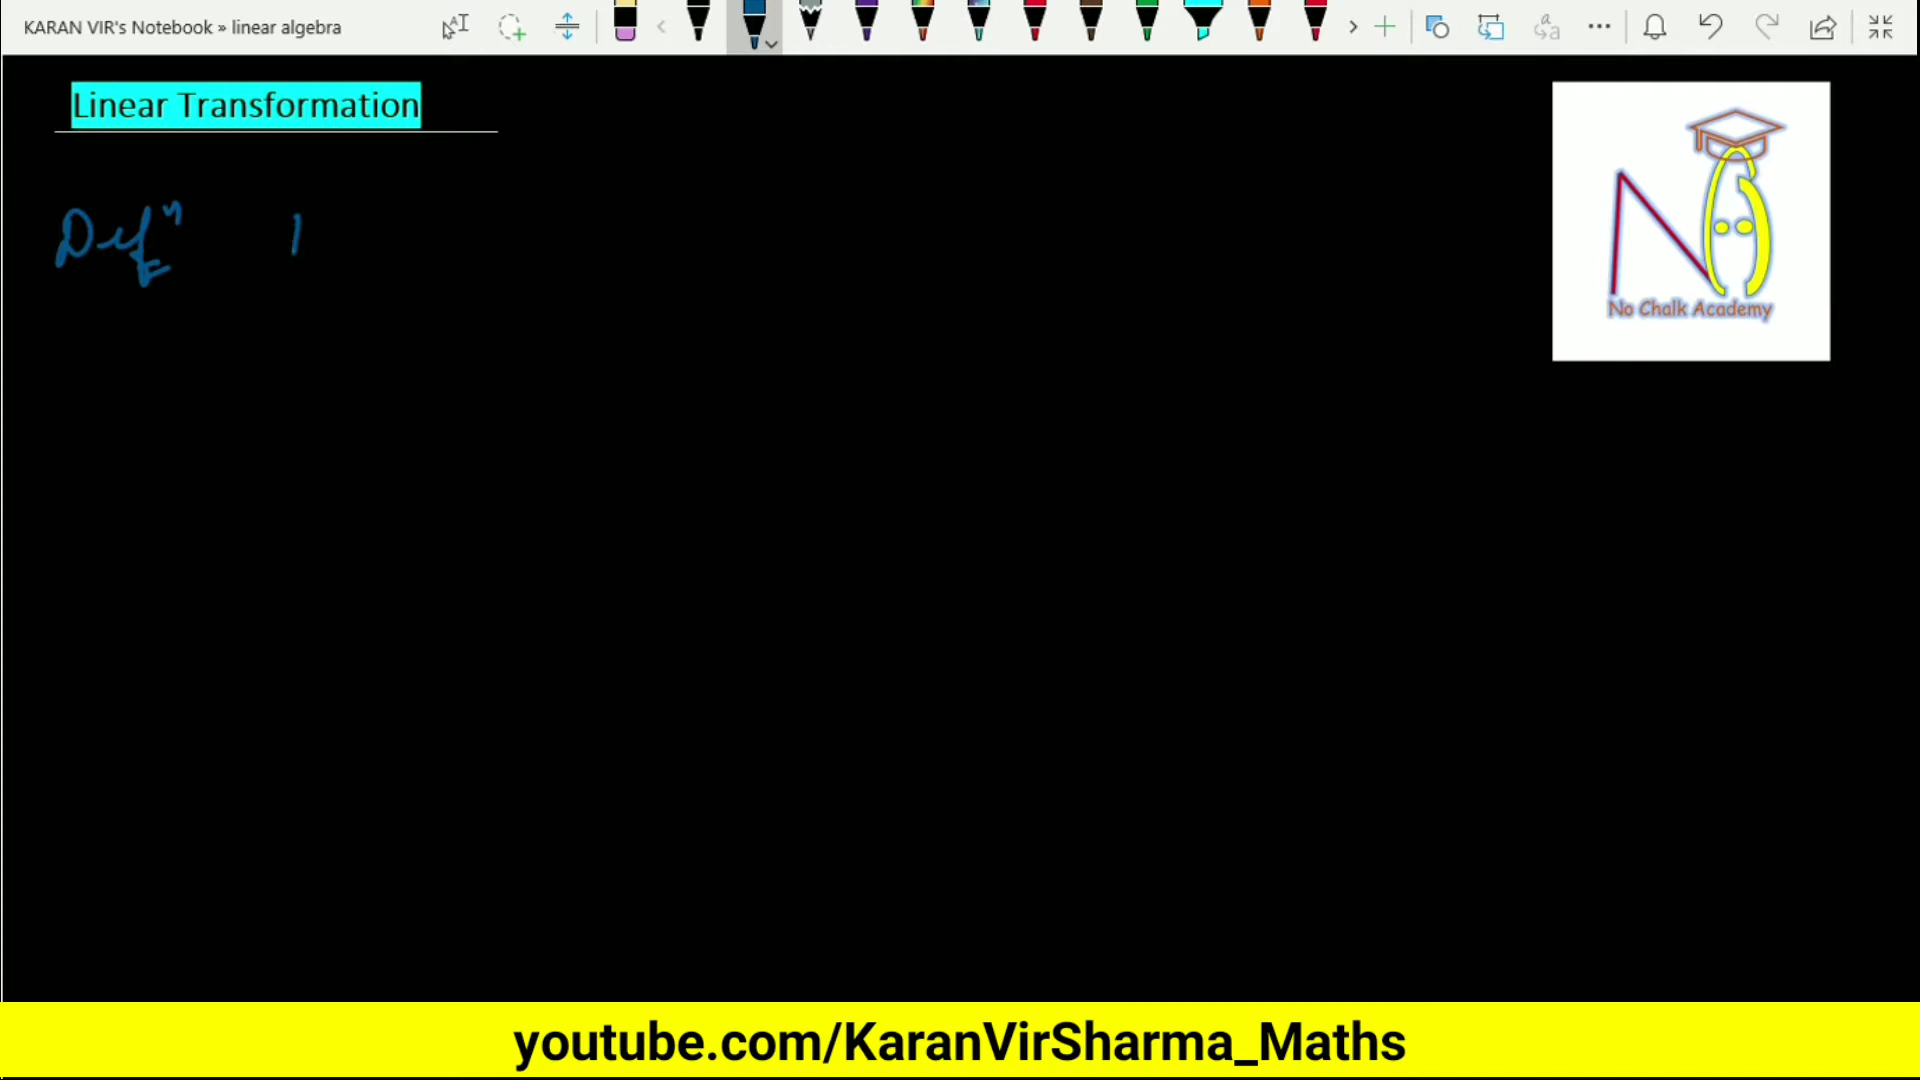 KARAN VIR's Notebook » linear algebra
Linear Transformation
Defⁿ
No Chalk Academy
youtube.com/KaranVirSharma_Maths